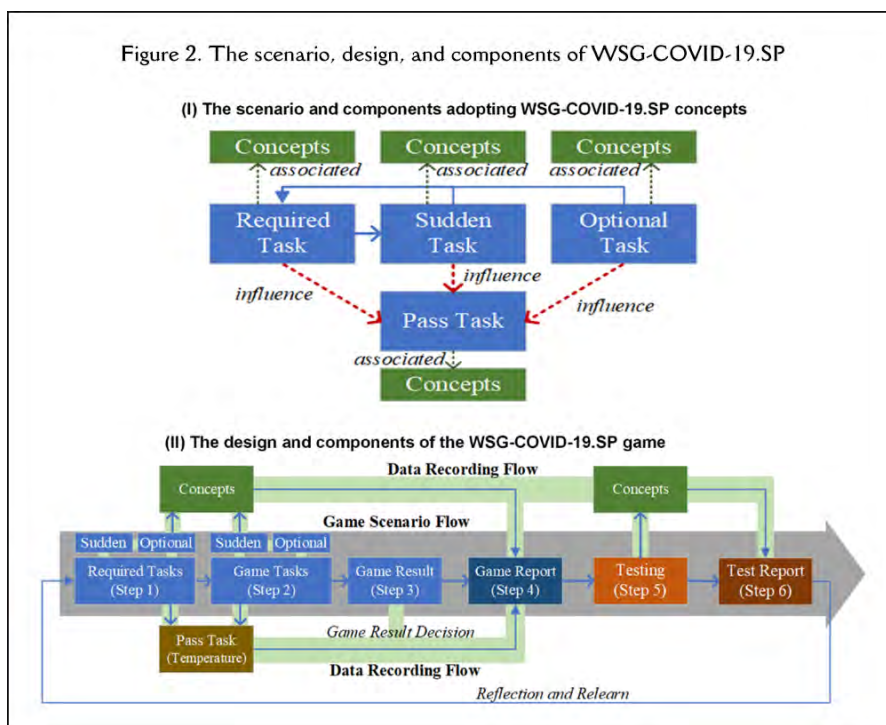 Figure 2. The scenario, design, and components of WSG-COVID-19.SP
(I) The scenario and components adopting WSG-COVID-19.SP concepts
Concepts
Concepts
Concepts
associated
associated
associated
Required
Task
Sudden
Task
Optional
Task
influence
influence
influence
Pass Task
associated
Concepts
(II) The design and components of the WSG-COVID-19.SP game
Data Recording Flow
Concepts
Concepts
Game Scenario Flow
Sudden
Optional
Sudden
Optional
Required Tasks
(Step 1)
Game Tasks
(Step 2)
Game Result
(Step 3)
Game Report
(Step 4)
Testing
(Step 5)
Test Report
(Step 6)
Pass Task
(Temperature)
Game Result Decision
Data Recording Flow
Reflection and Relearn